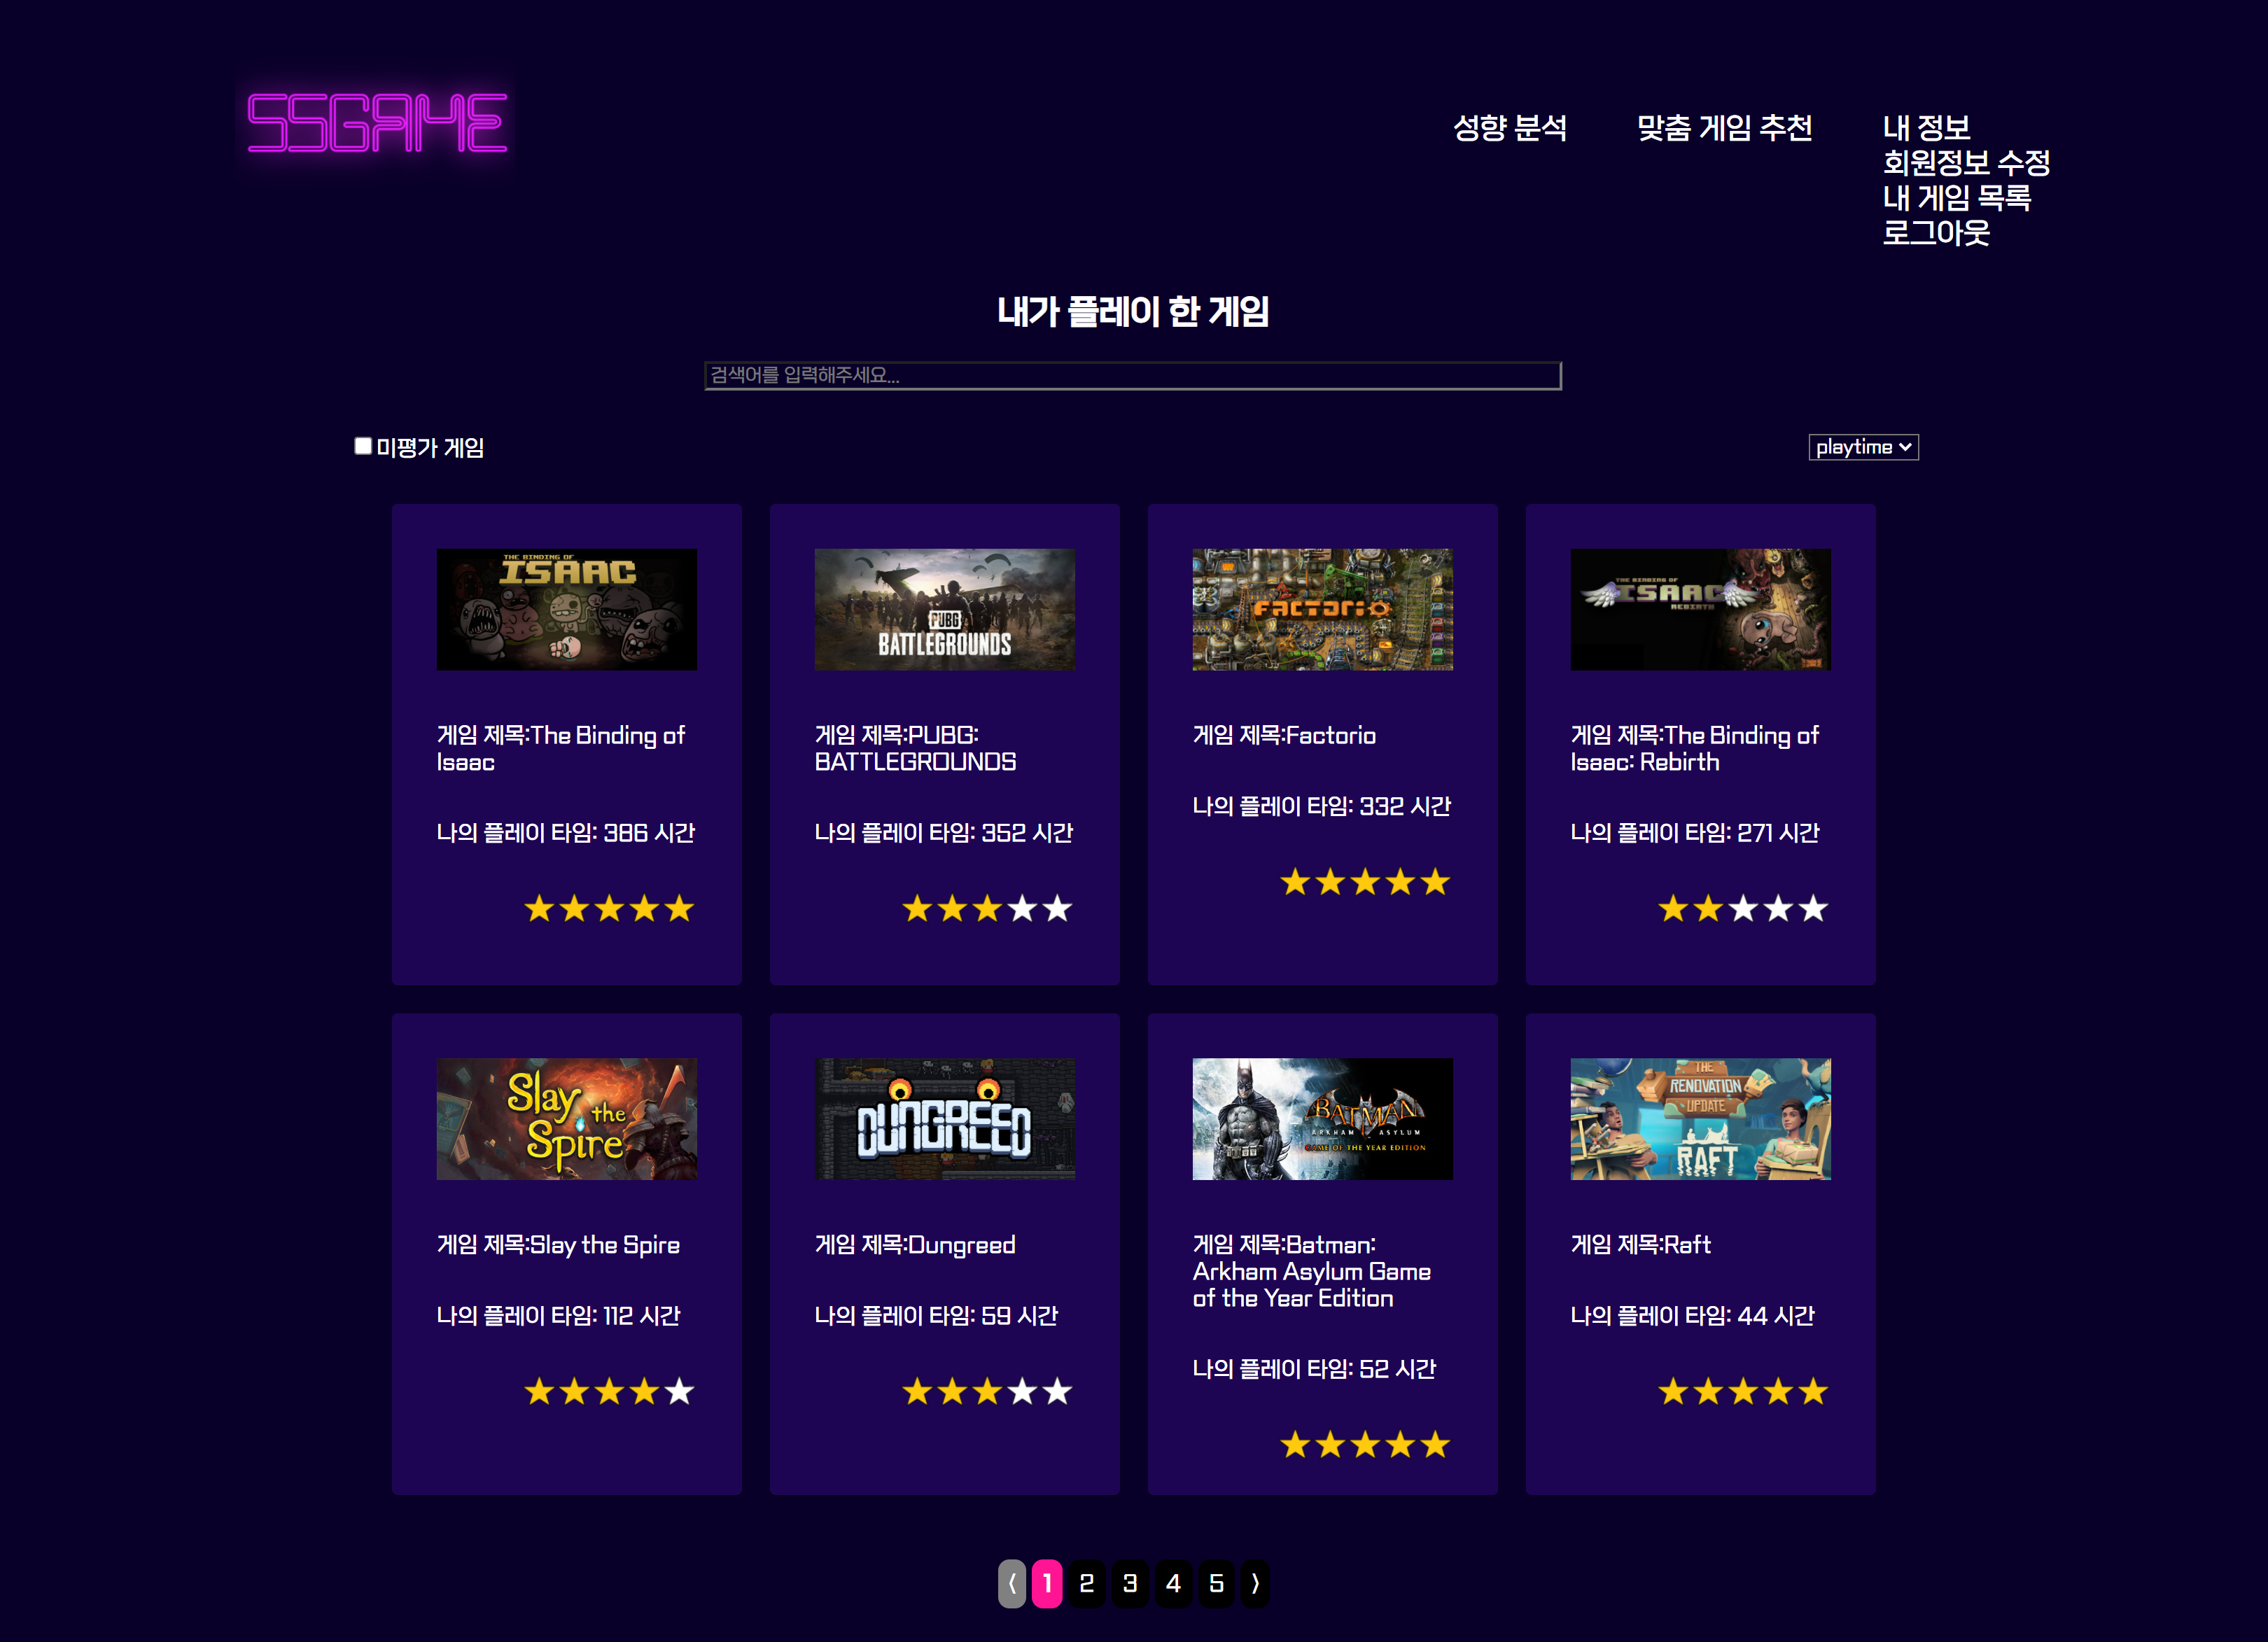 SSGAME
성향 분석
맞춤 게임 추천
내 정보
회원정보 수정
내 게임 목록
로그아웃
내가 플레이 한 게임
검색어를 입력해주세요...
미평가 게임
playtime
THE BINDING OF
ISAAC
PUBG
BATTLEGROUNDS
FACTORIO
THE BINDING OF
ISAAC
REBIRTH
게임 제목:The Binding of
Isaac
나의 플레이 타임: 386 시간
게임 제목:PUBG:
BATTLEGROUNDS
나의 플레이 타임: 352 시간
게임 제목:Factorio
나의 플레이 타임: 332 시간
게임 제목:The Binding of
Isaac: Rebirth
나의 플레이 타임: 271 시간
Slay
the
Spire
DUNGREED
BATMAN
ARKHAM ASYLUM
GAME OF THE YEAR EDITION
THE
RENOVATION
UPDATE
RAFT
게임 제목:Slay the Spire
나의 플레이 타임: 112 시간
게임 제목:Dungreed
나의 플레이 타임: 59 시간
게임 제목:Batman:
Arkham Asylum Game
of the Year Edition
나의 플레이 타임: 52 시간
게임 제목:Raft
나의 플레이 타임: 44 시간
⟨ 1 2 3 4 5 ⟩